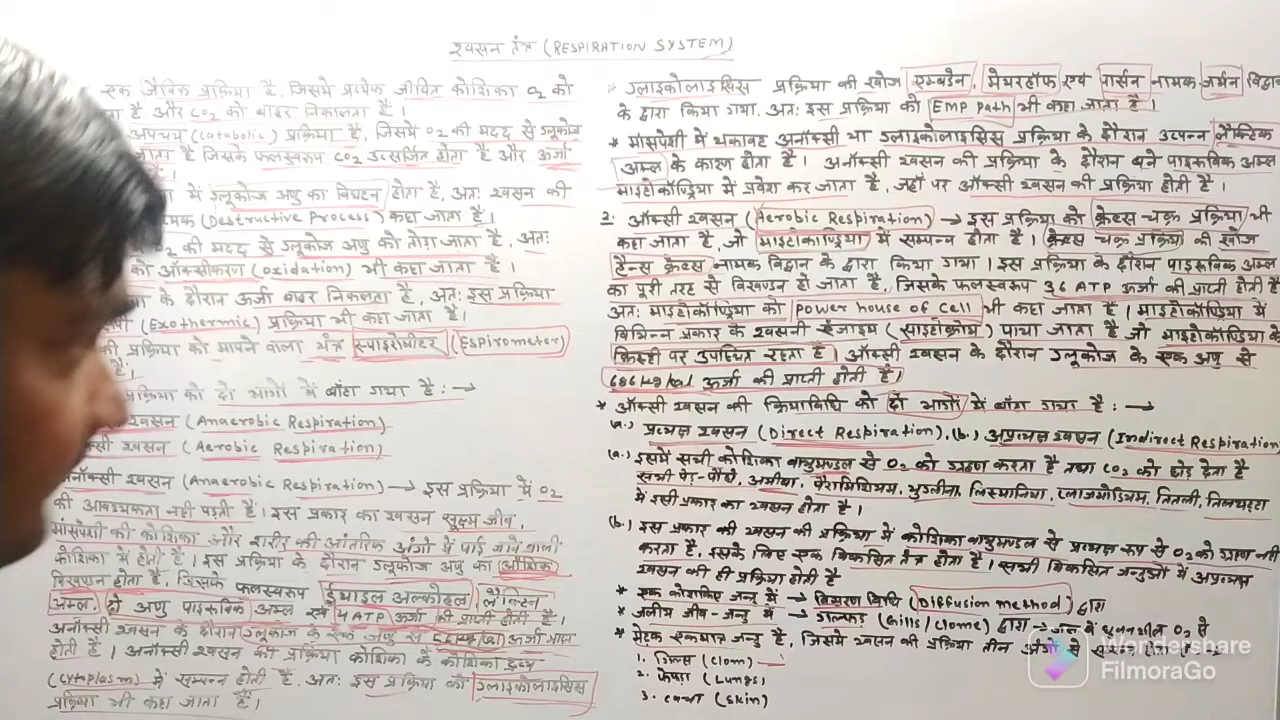 श्वसन तंत्र (RESPIRATION SYSTEM)
एक जैविक प्रक्रिया है, जिसमें प्रत्येक जीवित कोशिका O2 को
है और CO2 को बाहर निकालता है।
अपचय (Catabolic) प्रक्रिया है, जिसमें O2 की मदद से ग्लूकोज
जाता है जिसके फलस्वरूप CO2 उत्सर्जित होता है और ऊर्जा
है।
में ग्लूकोज अणु का विघटन होता है, अतः श्वसन को
(Destructive Process) कहा जाता है।
O2 की मदद से ग्लूकोज अणु को तोड़ा जाता है, अतः
को ऑक्सीकरण (Oxidation) भी कहा जाता है।
के दौरान ऊर्जा बाहर निकलता है, अतः इस प्रक्रिया
(Exothermic) प्रक्रिया भी कहा जाता है।
की प्रक्रिया को मापने वाला यंत्र स्पाइरोमीटर (Espirometer)
है।
प्रक्रिया को दो भागों में बाँटा गया है:→
श्वसन (Anaerobic Respiration)
श्वसन (Aerobic Respiration)
अनॉक्सी श्वसन (Anaerobic Respiration) → इस प्रक्रिया में O2
की आवश्यकता नहीं पड़ती है। इस प्रकार का श्वसन सूक्ष्म जीव,
मांसपेशी की कोशिका और शरीर की आंतरिक अंगों में पाई जाने वाली
कोशिका में होती है। इस प्रक्रिया के दौरान ग्लूकोज अणु का आंशिक
विखण्डन होता है, जिसके फलस्वरूप इथाइल अल्कोहल, लैक्टिक
अम्ल, दो अणु पाइरूविक अम्ल एवं 4ATP ऊर्जा की प्राप्ती होती है।
अनॉक्सी श्वसन के दौरान ग्लूकोज के एक अणु से ऊर्जा प्राप्त
होती है। अनॉक्सी श्वसन की प्रक्रिया कोशिका के कोशिका द्रव्य
(Cytoplasm) में सम्पन्न होती है, अतः इस प्रक्रिया को ग्लाइकोलाइसिस
प्रक्रिया भी कहा जाता है।
* ग्लाइकोलाइसिस प्रक्रिया की खोज एम्बडेन, मेयरहॉफ एवं पार्सन नामक जर्मन
के द्वारा किया गया, अतः इस प्रक्रिया को EMP Path भी कहा जाता है।
* मांसपेशी में थकावट अनॉक्सी या ग्लाइकोलाइसिस प्रक्रिया के दौरान उत्पन्न लैक्टिक
अम्ल के कारण होता है। अनॉक्सी श्वसन की प्रक्रिया के दौरान बने पाइरूविक अम्ल
माइटोकॉण्ड्रिया में प्रवेश कर जाता है, जहाँ पर ऑक्सी श्वसन की प्रक्रिया होती है।
2. ऑक्सी श्वसन (Aerobic Respiration) → इस प्रक्रिया को क्रेब्स चक्र प्रक्रिया भी
कहा जाता है, जो माइटोकॉण्ड्रिया में सम्पन्न होता है। क्रेब्स चक्र प्रक्रिया की खोज
हैन्स क्रेब्स नामक विद्वान के द्वारा किया गया। इस प्रक्रिया के दौरान पाइरूविक अम्ल
का पूरी तरह से विखण्डन हो जाता है, जिसके फलस्वरूप 36 ATP ऊर्जा की प्राप्ती होती है
अतः माइटोकॉण्ड्रिया को Power house of Cell भी कहा जाता है। माइटोकॉण्ड्रिया में
विभिन्न प्रकार के श्वसनी इंजाइम (साइटोक्रोम) पाया जाता है जो माइटोकॉण्ड्रिया के
क्रिस्टी पर उपस्थित रहता है। ऑक्सी श्वसन के दौरान ग्लूकोज के एक अणु से
ऊर्जा की प्राप्ती होती है।
* ऑक्सी श्वसन की क्रियाविधि को दो भागों में बाँटा गया है:→
(a.) प्रत्यक्ष श्वसन (Direct Respiration), (b.) अप्रत्यक्ष श्वसन (Indirect Respiration)
(a.) इसमें सभी कोशिका वायुमण्डल से O2 को ग्रहण करता है तथा CO2 को छोड़ देता है
सभी पेड़-पौधे, अमीबा, पैरामिशियम, युग्लीना, लिस्मानिया, प्लाज्मोडियम, तितली, तिलचट्टा
में इसी प्रकार का श्वसन होता है।
(b.) इस प्रकार की श्वसन की प्रक्रिया में कोशिका वायुमण्डल से प्रत्यक्ष रूप से O2 को ग्रहण नहीं
करता है, इसके लिए एक विकसित तंत्र होता है। सभी विकसित जन्तुओं में अप्रत्यक्ष
श्वसन की ही प्रक्रिया होती है
* एक कोशिकीए जन्तु में → विसरण विधि (Diffusion method) द्वारा
* जलीय जीव-जन्तु में → गलफड़ (Gills/Clome) द्वारा → जल में घुलनशील O2 से
* मेंढ़क एकमात्र जन्तु है, जिसमें श्वसन की प्रक्रिया तीन अंगों से
1. गिल्स (Clom)
2. फेफड़ा (Lungs)
3. त्वचा (Skin)
Wondershare
FilmoraGo